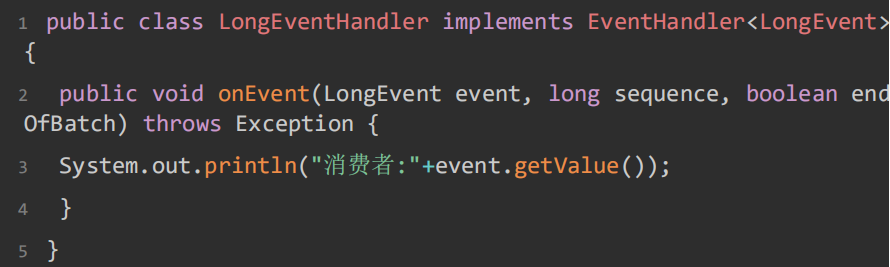 1 public class LongEventHandler implements EventHandler<LongEvent>
{
2 public void onEvent(LongEvent event, long sequence, boolean end
OfBatch) throws Exception {
3 System.out.println("消费者:"+event.getValue());
4 }
5 }